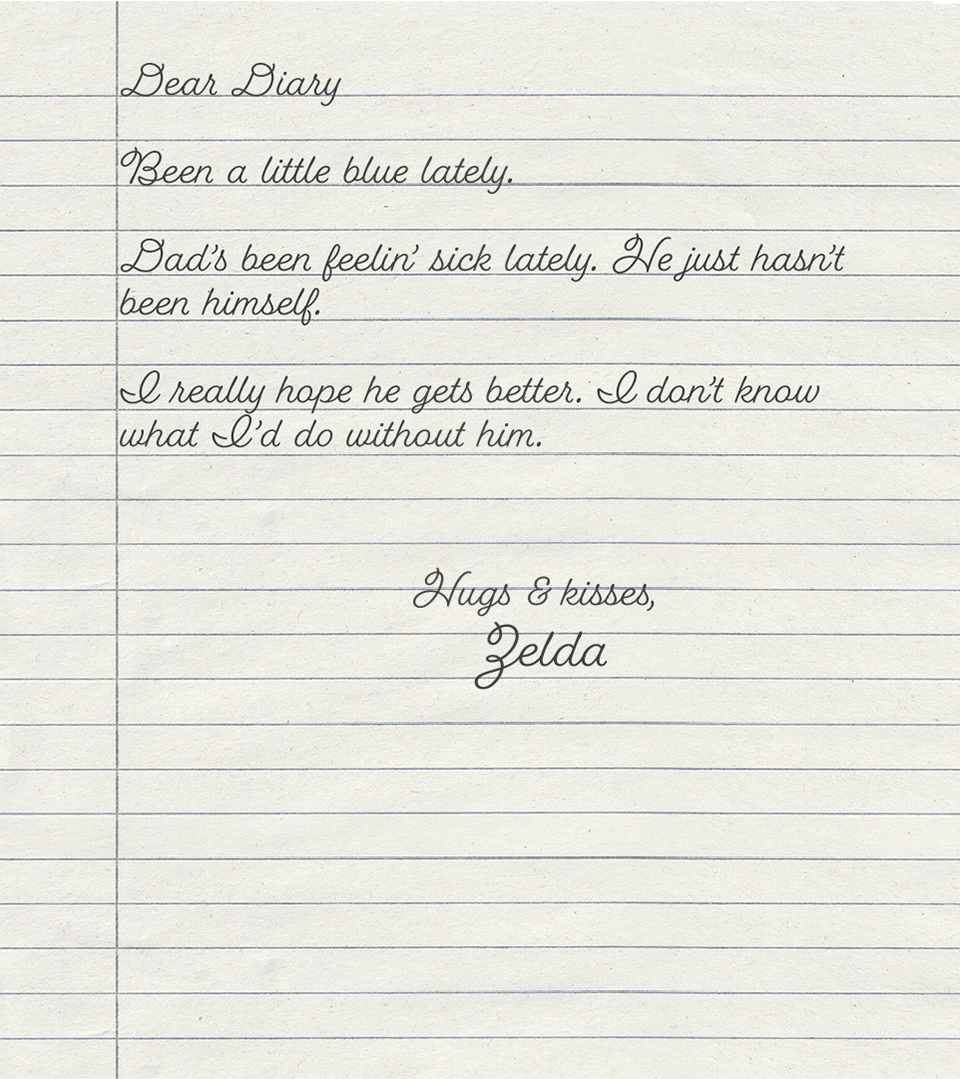 Dear Diary
Been a little blue lately.
Dad's been feelin' sick lately. He just hasn't
been himself.
I really hope he gets better. I don't know
what I'd do without him.
Hugs & kisses,
Zelda